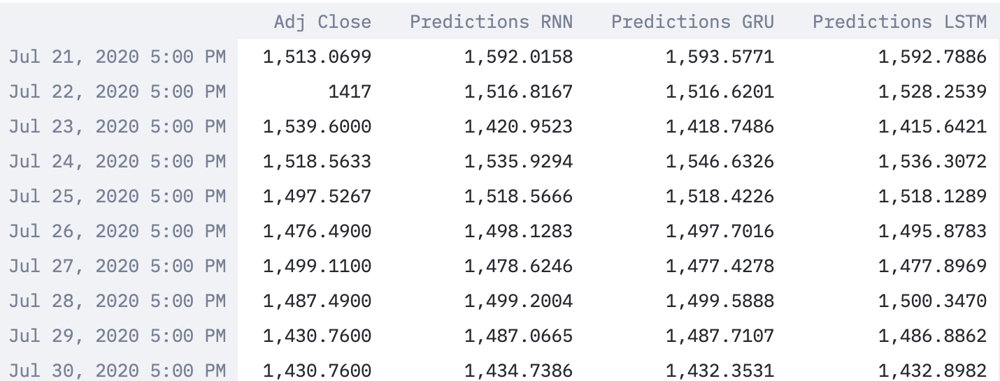 Adj Close Predictions RNN Predictions GRU Predictions LSTM
Jul 21, 2020 5:00 PM 1,513.0699 1,592.0158 1,593.5771 1,592.7886
Jul 22, 2020 5:00 PM 1417 1,516.8167 1,516.6201 1,528.2539
Jul 23, 2020 5:00 PM 1,539.6000 1,420.9523 1,418.7486 1,415.6421
Jul 24, 2020 5:00 PM 1,518.5633 1,535.9294 1,546.6326 1,536.3072
Jul 25, 2020 5:00 PM 1,497.5267 1,518.5666 1,518.4226 1,518.1289
Jul 26, 2020 5:00 PM 1,476.4900 1,498.1283 1,497.7016 1,495.8783
Jul 27, 2020 5:00 PM 1,499.1100 1,478.6246 1,477.4278 1,477.8969
Jul 28, 2020 5:00 PM 1,487.4900 1,499.2004 1,499.5888 1,500.3470
Jul 29, 2020 5:00 PM 1,430.7600 1,487.0665 1,487.7107 1,486.8862
Jul 30, 2020 5:00 PM 1,430.7600 1,434.7386 1,432.3531 1,432.8982